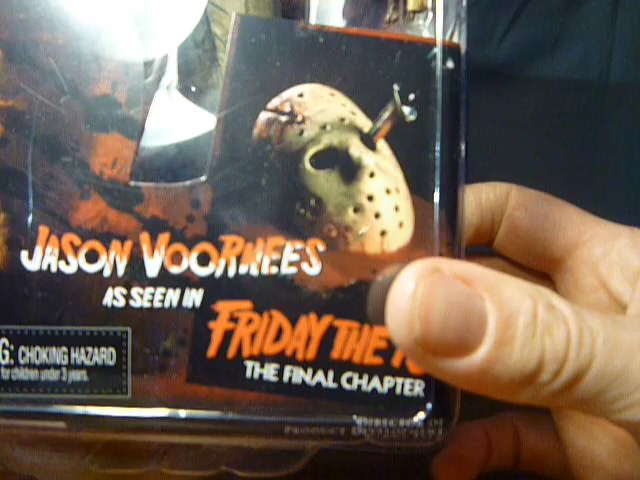 JASON VOORHEES
AS SEEN IN
FRIDAY THE
THE FINAL CHAPTER
G: CHOKING HAZARD
for children under 3 years.